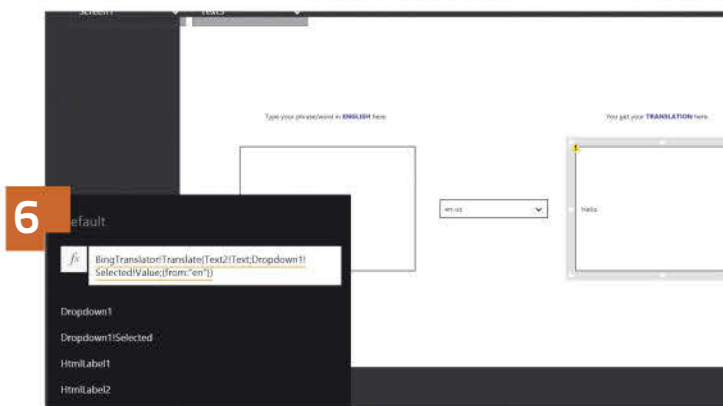 Screen1 Text3
Type your phrase/word in ENGLISH here.
You get your TRANSLATION here.
6
efault
en-us
Hello
fx BingTranslator!Translate(Text2!Text;Dropdown1!
Selected!Value;{from:"en"})
Dropdown1
Dropdown1!Selected
HtmlLabel1
HtmlLabel2